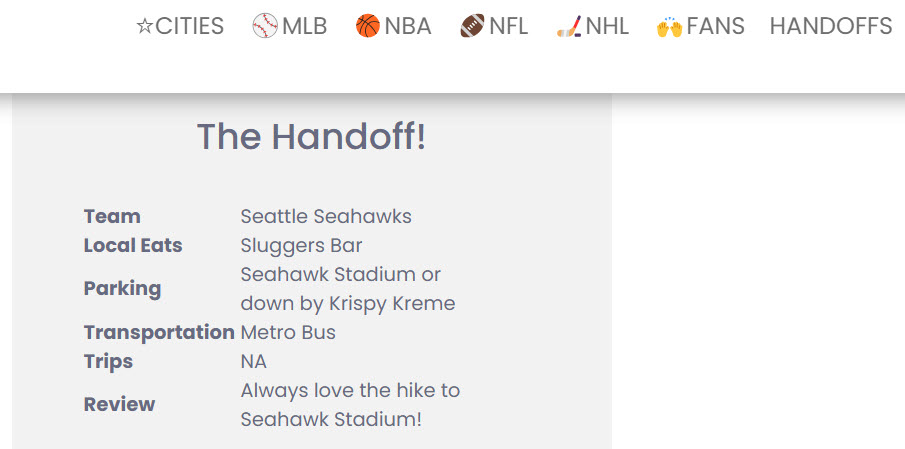 ☆CITIES MLB NBA NFL NHL FANS HANDOFFS
The Handoff!
Team Seattle Seahawks
Local Eats Sluggers Bar
Parking Seahawk Stadium or
down by Krispy Kreme
Transportation Metro Bus
Trips NA
Review Always love the hike to
Seahawk Stadium!